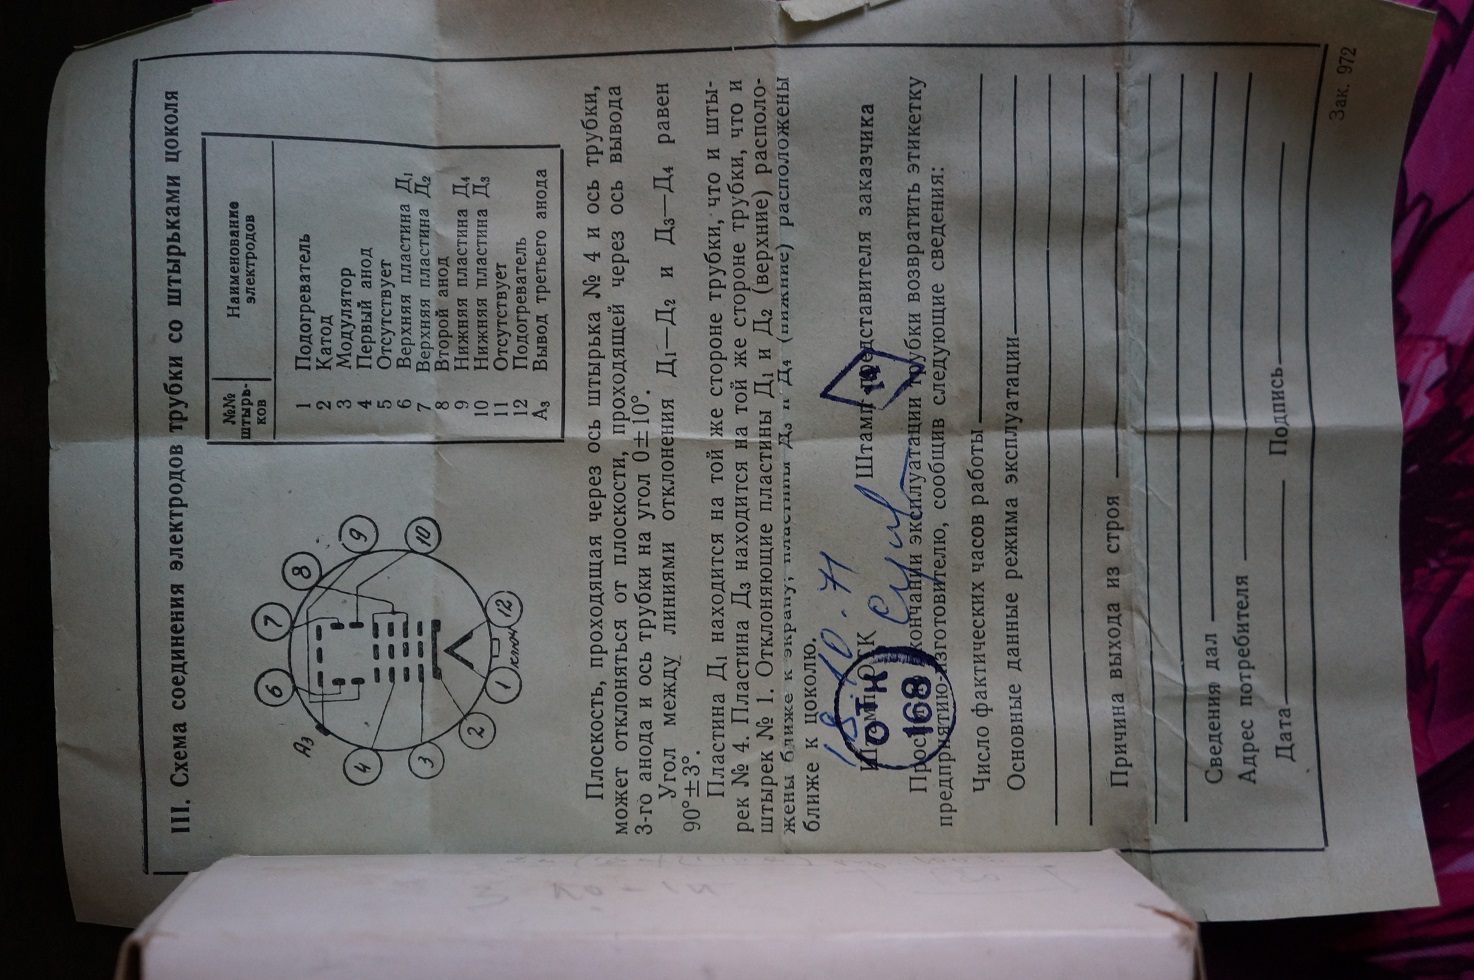 III. Схема соединения электродов трубки со штырьками цоколя
А₃
6
7
8
9
10
4
3
2
1
ключ
12
№№ штырь-ков
Наименование электродов
1 Подогреватель
2 Катод
3 Модулятор
4 Первый анод
5 Отсутствует
6 Верхняя пластина Д₁
7 Верхняя пластина Д₂
8 Второй анод
9 Нижняя пластина Д₄
10 Нижняя пластина Д₃
11 Отсутствует
12 Подогреватель
А₃ Вывод третьего анода
Плоскость, проходящая через ось штырька № 4 и ось трубки,
может отклоняться от плоскости, проходящей через ось вывода
3-го анода и ось трубки на угол 0±10°.
Угол между линиями отклонения Д₁—Д₂ и Д₃—Д₄ равен
90°±3°.
Пластина Д₁ находится на той же стороне трубки, что и шты-
рек № 4. Пластина Д₃ находится на той же стороне трубки, что и
штырек № 1. Отклоняющие пластины Д₁ и Д₂ (верхние) располо-
жены ближе к экрану; пластины Д₃ и Д₄ (нижние) расположены
ближе к цоколю.
10.71
Штамп ОТК Штамп представителя заказчика
ОТК
168
Просим по окончании эксплуатации трубки возвратить этикетку
предприятию-изготовителю, сообщив следующие сведения:
Число фактических часов работы
Основные данные режима эксплуатации
Причина выхода из строя
Сведения дал
Адрес потребителя
Дата Подпись
Зак. 972